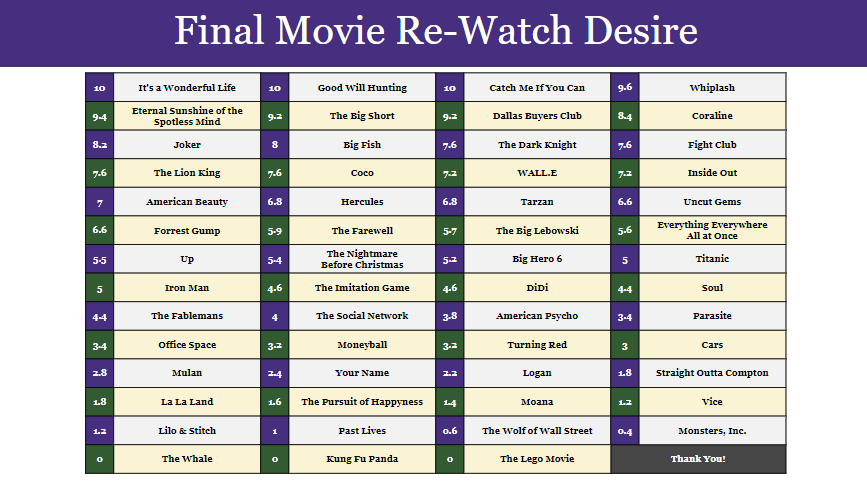 Final Movie Re-Watch Desire
10 It's a Wonderful Life 10 Good Will Hunting 10 Catch Me If You Can 9.6 Whiplash
9.4 Eternal Sunshine of the
Spotless Mind 9.2 The Big Short 9.2 Dallas Buyers Club 8.4 Coraline
8.2 Joker 8 Big Fish 7.6 The Dark Knight 7.6 Fight Club
7.6 The Lion King 7.6 Coco 7.2 WALL.E 7.2 Inside Out
7 American Beauty 6.8 Hercules 6.8 Tarzan 6.6 Uncut Gems
6.6 Forrest Gump 5.9 The Farewell 5.7 The Big Lebowski 5.6 Everything Everywhere
All at Once
5.5 Up 5.4 The Nightmare
Before Christmas 5.2 Big Hero 6 5 Titanic
5 Iron Man 4.6 The Imitation Game 4.6 DiDi 4.4 Soul
4.4 The Fablemans 4 The Social Network 3.8 American Psycho 3.4 Parasite
3.4 Office Space 3.2 Moneyball 3.2 Turning Red 3 Cars
2.8 Mulan 2.4 Your Name 2.2 Logan 1.8 Straight Outta Compton
1.8 La La Land 1.6 The Pursuit of Happyness 1.4 Moana 1.2 Vice
1.2 Lilo & Stitch 1 Past Lives 0.6 The Wolf of Wall Street 0.4 Monsters, Inc.
0 The Whale 0 Kung Fu Panda 0 The Lego Movie Thank You!